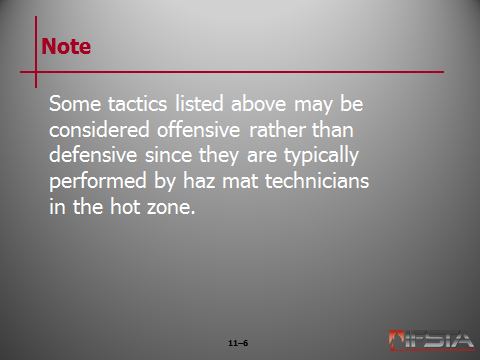 Note
Some tactics listed above may be
considered offensive rather than
defensive since they are typically
performed by haz mat technicians
in the hot zone.
11–6
IFSTA